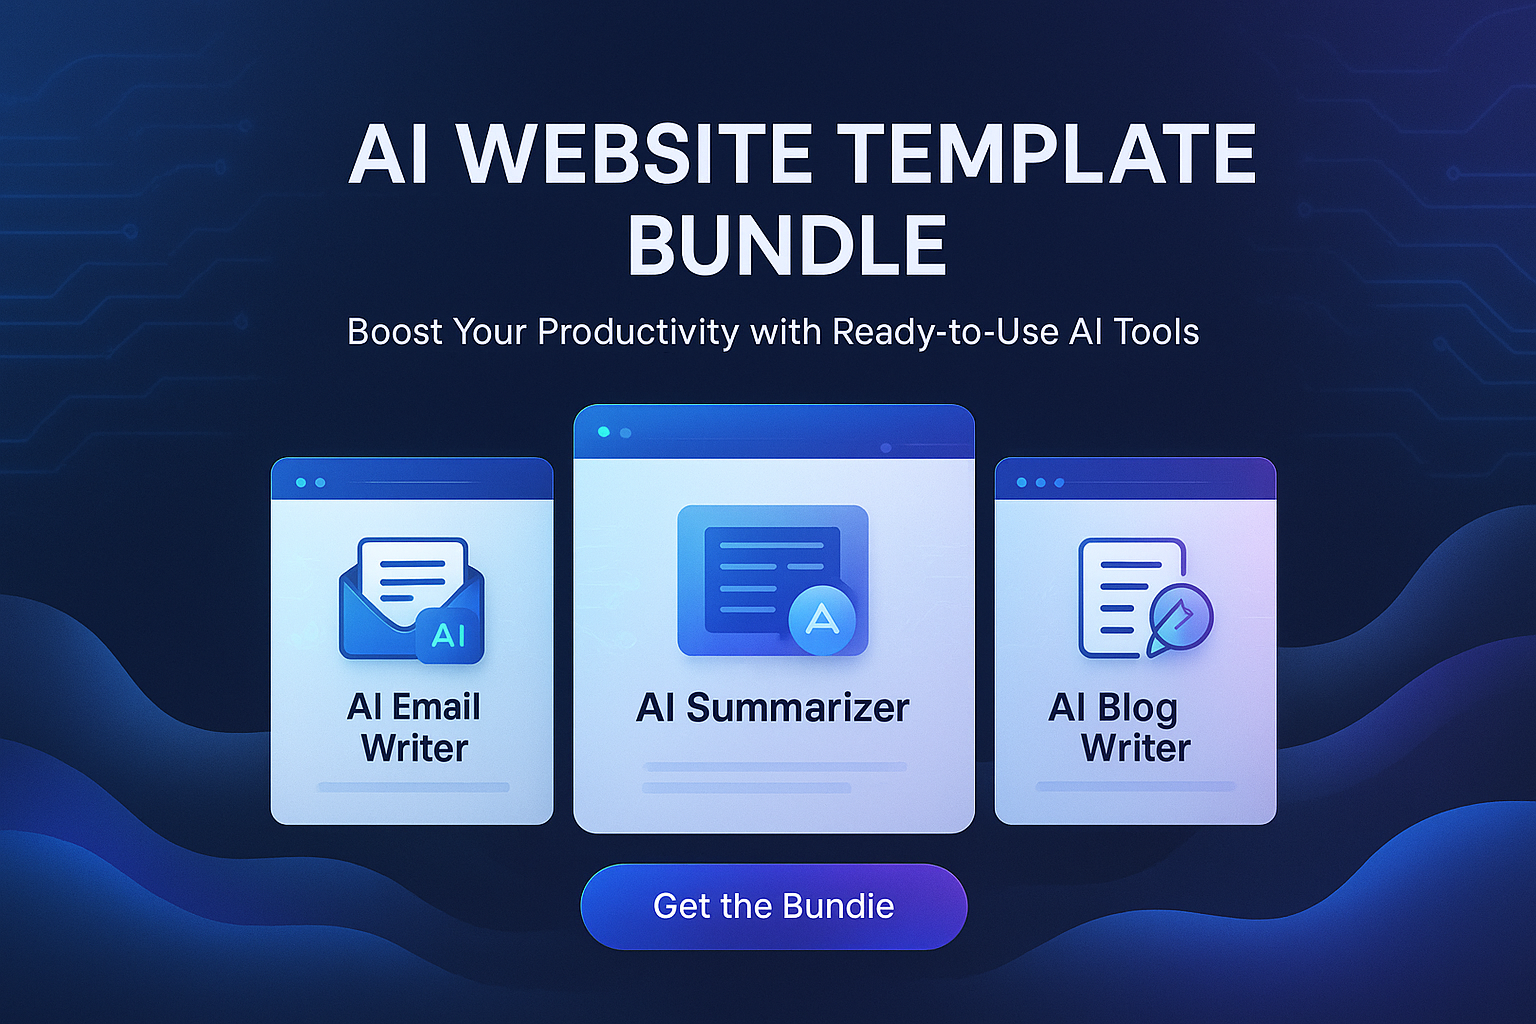 AI WEBSITE TEMPLATE
BUNDLE
Boost Your Productivity with Ready-to-Use AI Tools
AI
AI Email
Writer
A
AI Summarizer
AI Blog
Writer
Get the Bundie